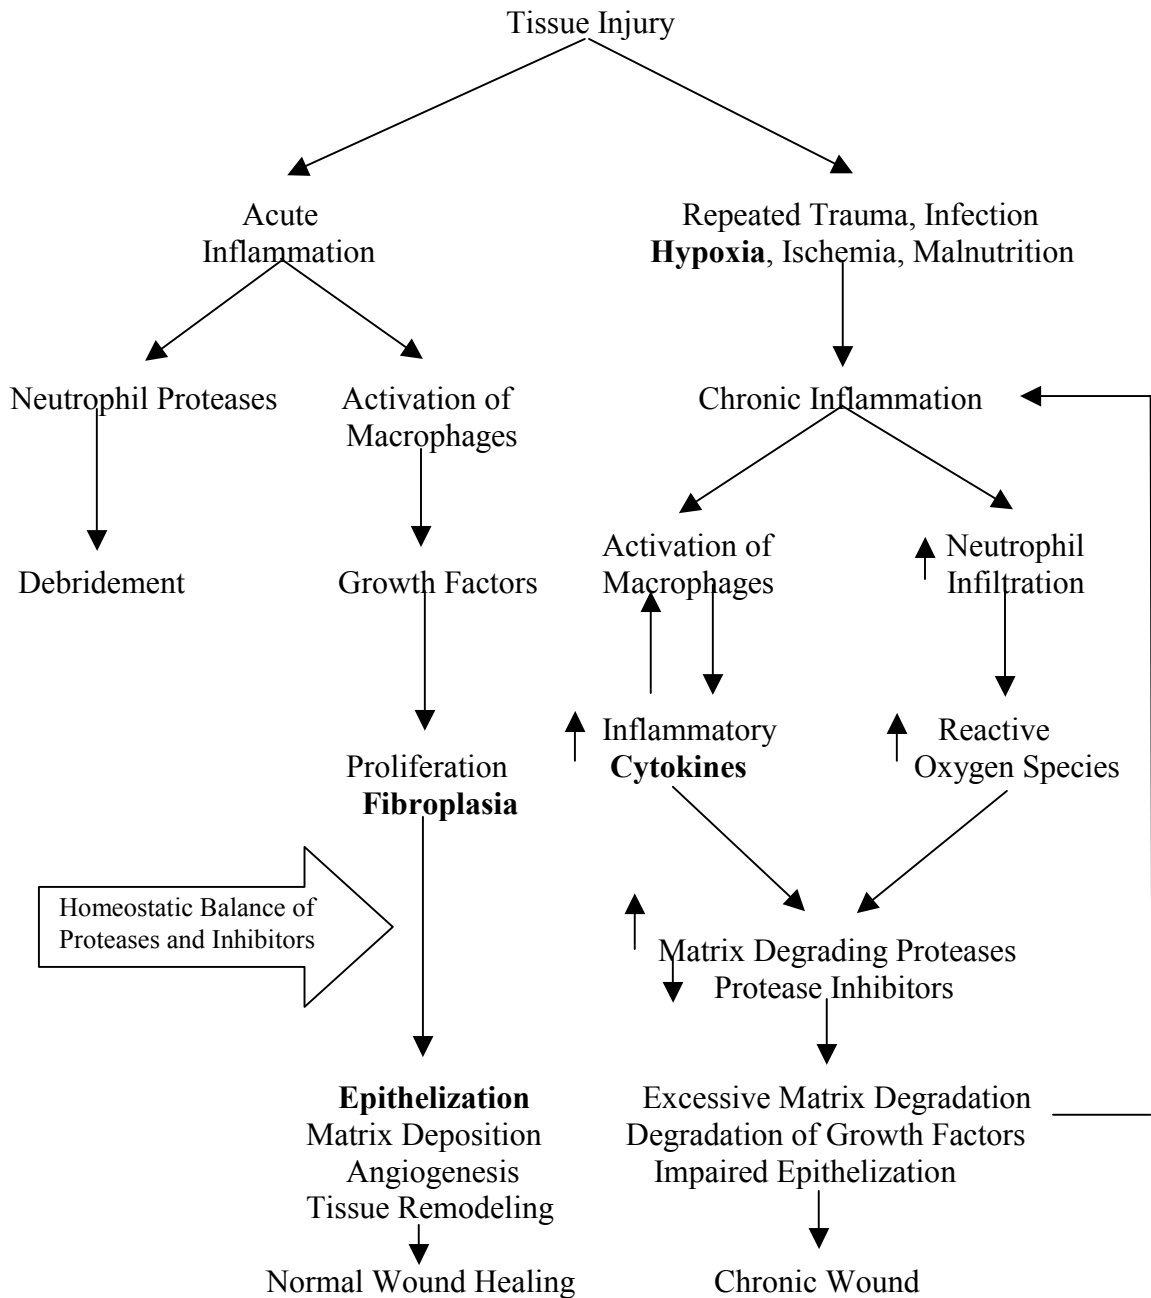 Tissue Injury
Acute
Inflammation
Repeated Trauma, Infection
Hypoxia, Ischemia, Malnutrition
Neutrophil Proteases
Activation of
Macrophages
Chronic Inflammation
Debridement
Growth Factors
Activation of
Macrophages
Neutrophil
Infiltration
Proliferation
Fibroplasia
Inflammatory
Cytokines
Reactive
Oxygen Species
Homeostatic Balance of
Proteases and Inhibitors
Matrix Degrading Proteases
Protease Inhibitors
Epithelization
Matrix Deposition
Angiogenesis
Tissue Remodeling
Excessive Matrix Degradation
Degradation of Growth Factors
Impaired Epithelization
Normal Wound Healing
Chronic Wound